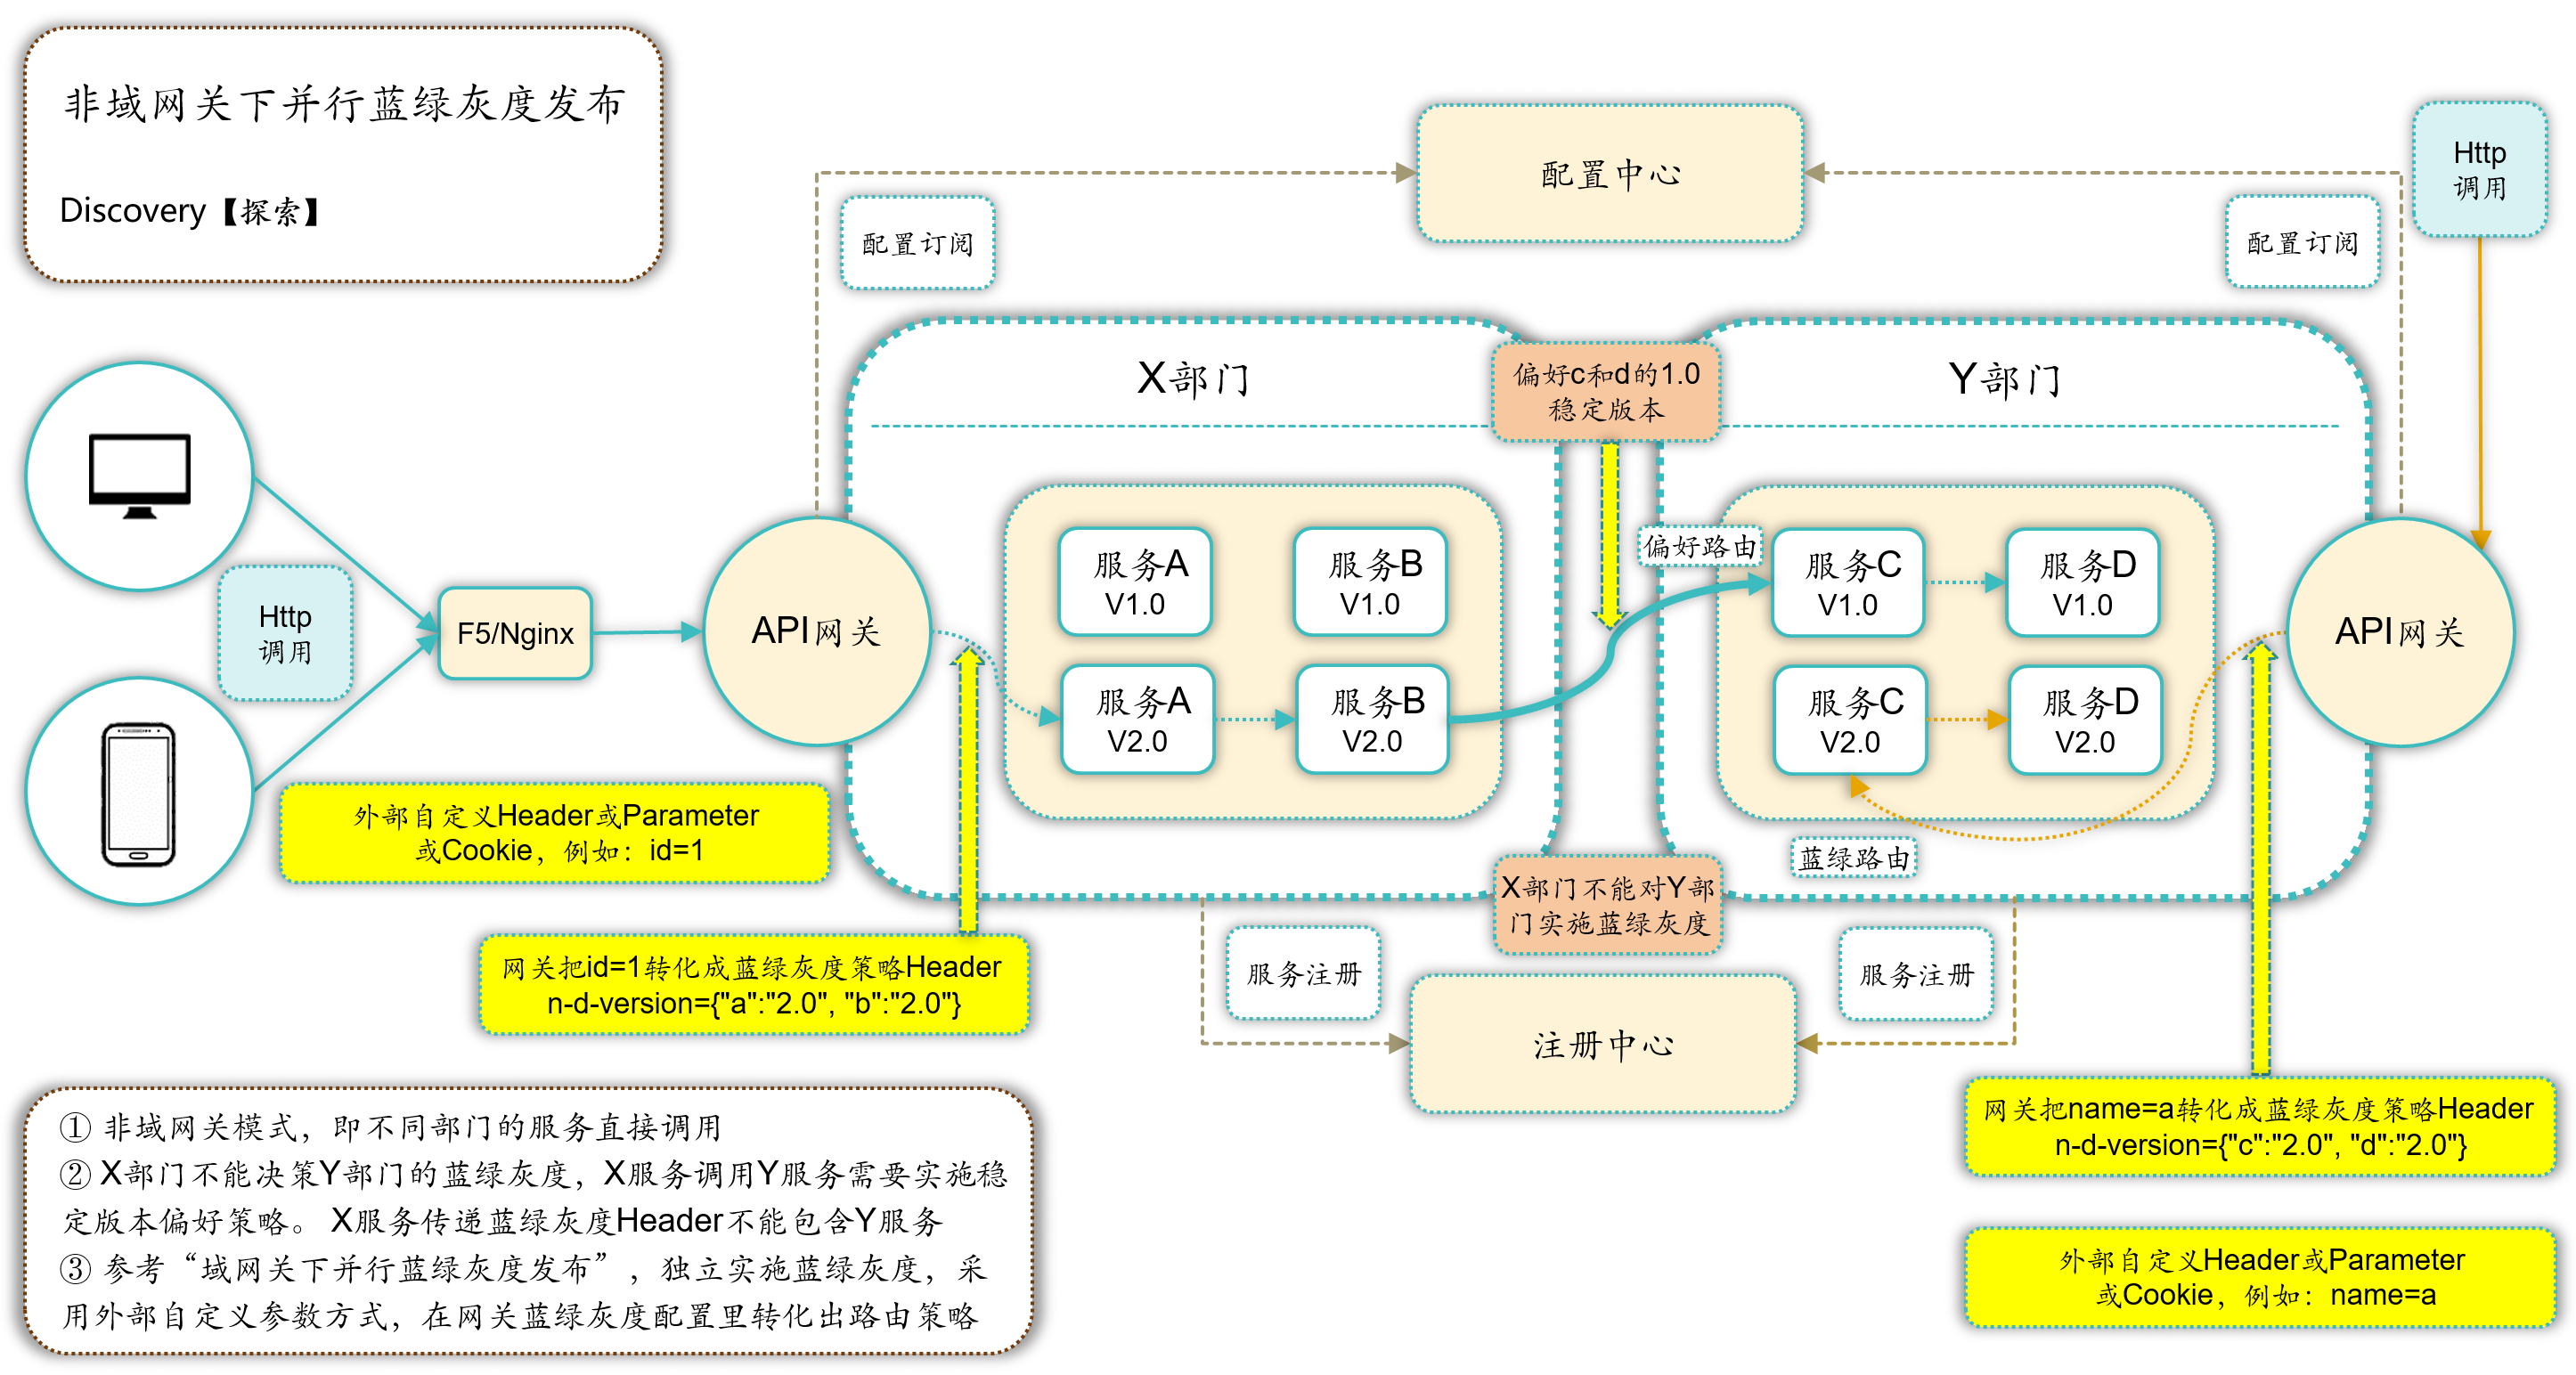 非域网关下并行蓝绿灰度发布
Discovery【探索】
配置中心
Http
调用
配置订阅
配置订阅
X部门
偏好c和d的1.0
稳定版本
Y部门
偏好路由
服务A
V1.0
服务B
V1.0
服务C
V1.0
服务D
V1.0
Http
调用
F5/Nginx
API网关
API网关
服务A
V2.0
服务B
V2.0
服务C
V2.0
服务D
V2.0
外部自定义Header或Parameter
或Cookie，例如：id=1
蓝绿路由
X部门不能对Y部
门实施蓝绿灰度
网关把id=1转化成蓝绿灰度策略Header
n-d-version={"a":"2.0", "b":"2.0"}
服务注册
服务注册
注册中心
网关把name=a转化成蓝绿灰度策略Header
n-d-version={"c":"2.0", "d":"2.0"}
① 非域网关模式，即不同部门的服务直接调用
② X部门不能决策Y部门的蓝绿灰度，X服务调用Y服务需要实施稳
定版本偏好策略。 X服务传递蓝绿灰度Header不能包含Y服务
③ 参考“域网关下并行蓝绿灰度发布”，独立实施蓝绿灰度，采
用外部自定义参数方式，在网关蓝绿灰度配置里转化出路由策略
外部自定义Header或Parameter
或Cookie，例如：name=a